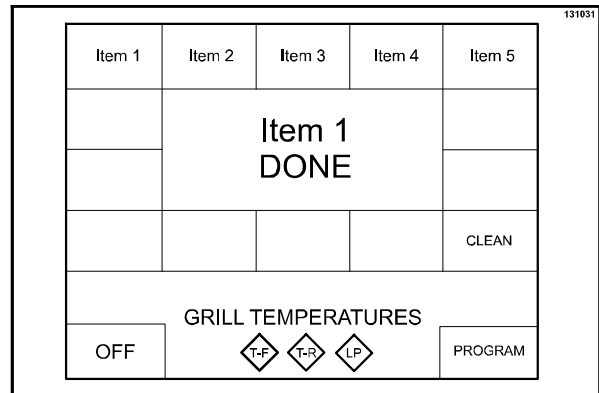 131031
Item 1 Item 2 Item 3 Item 4 Item 5
Item 1
DONE
CLEAN
GRILL TEMPERATURES
OFF T-F T-R LP PROGRAM